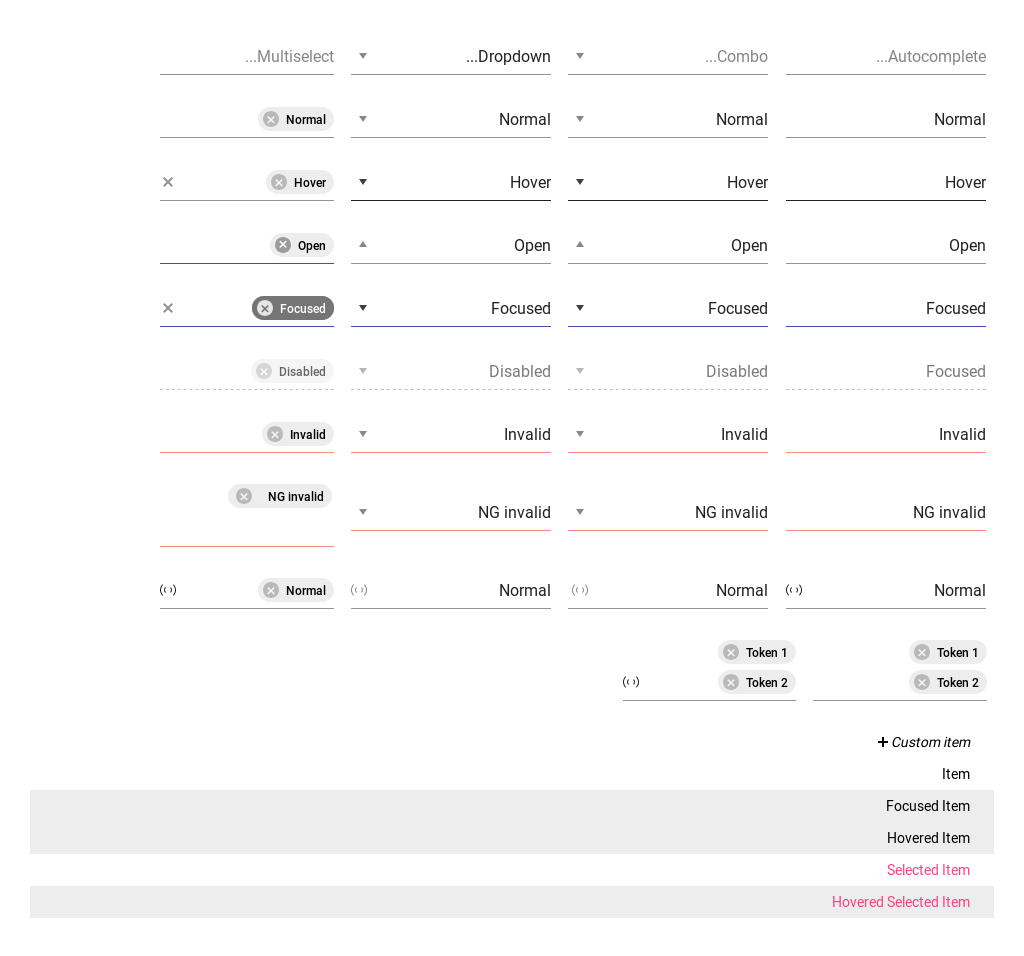 ...Multiselect ...Dropdown ...Combo ...Autocomplete
Normal Normal Normal Normal
Hover Hover Hover Hover
Open Open Open Open
Focused Focused Focused Focused
Disabled Disabled Disabled Focused
Invalid Invalid Invalid Invalid
NG invalid NG invalid NG invalid NG invalid
Normal Normal Normal Normal
Token 1 Token 1
Token 2 Token 2
Custom item
Item
Focused Item
Hovered Item
Selected Item
Hovered Selected Item